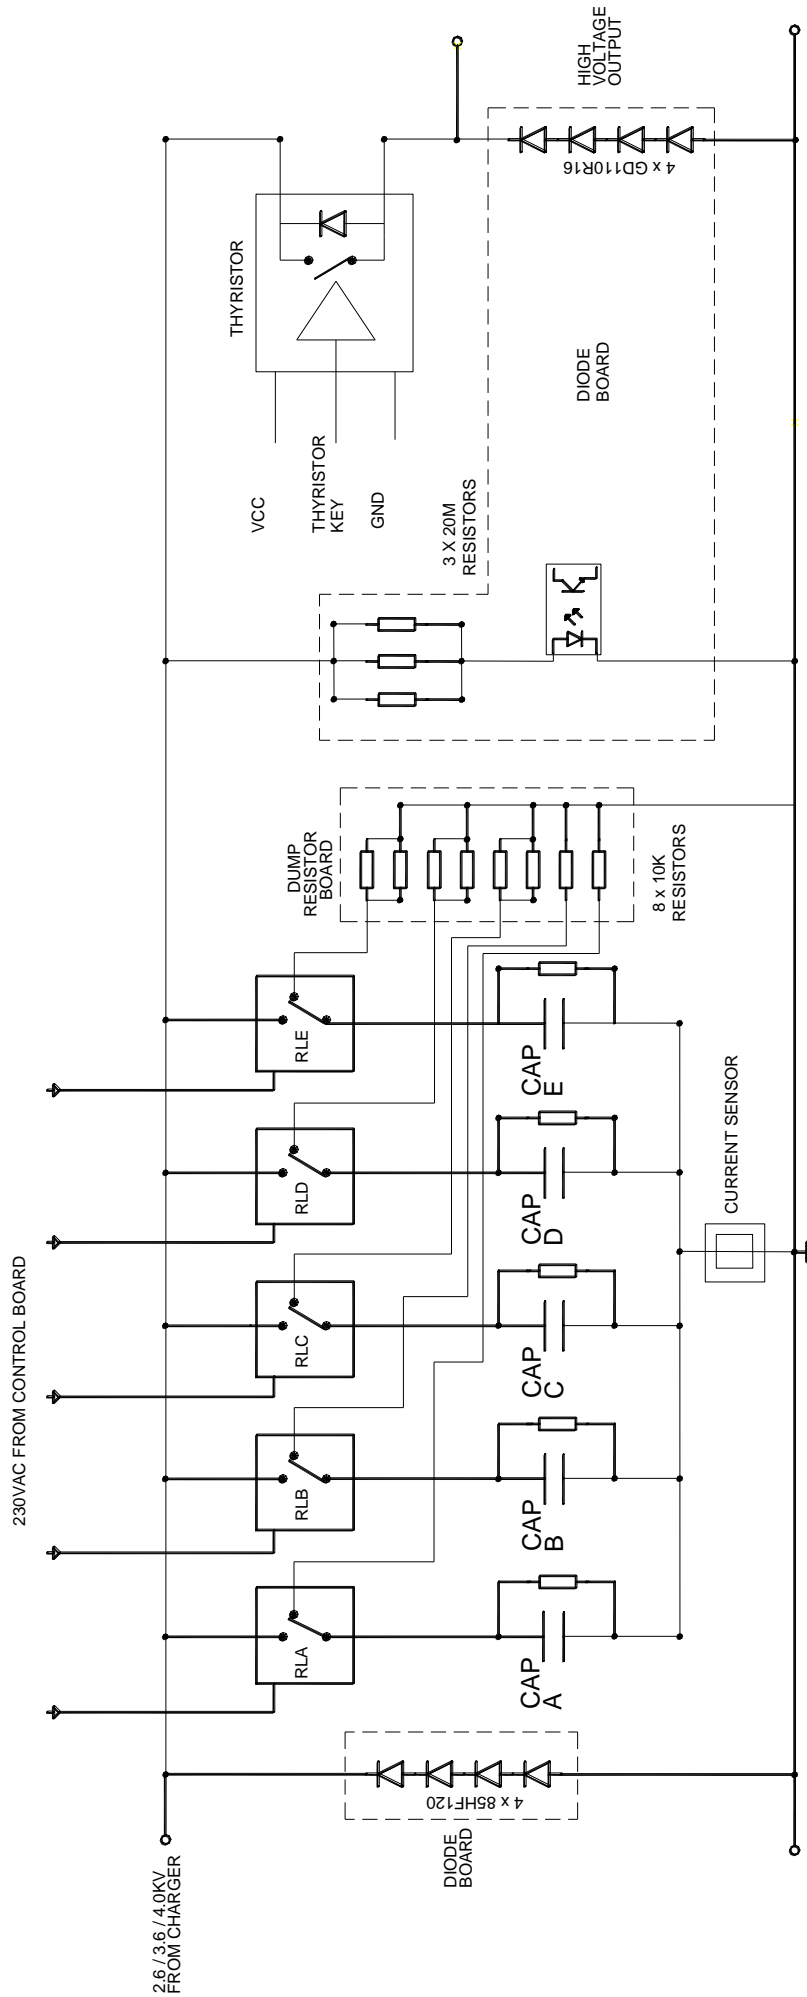 HIGH
VOLTAGE
OUTPUT
4 x GD110R16
THYRISTOR
DIODE
BOARD
VCC
THYRISTOR
KEY
GND
3 X 20M
RESISTORS
DUMP
RESISTOR
BOARD
8 x 10K
RESISTORS
RLE
CAP
E
RLD
CAP
D
CURRENT SENSOR
RLC
CAP
C
230VAC FROM CONTROL BOARD
RLB
CAP
B
RLA
CAP
A
4 x 85HF120
DIODE
BOARD
2.6 / 3.6 / 4.0KV
FROM CHARGER